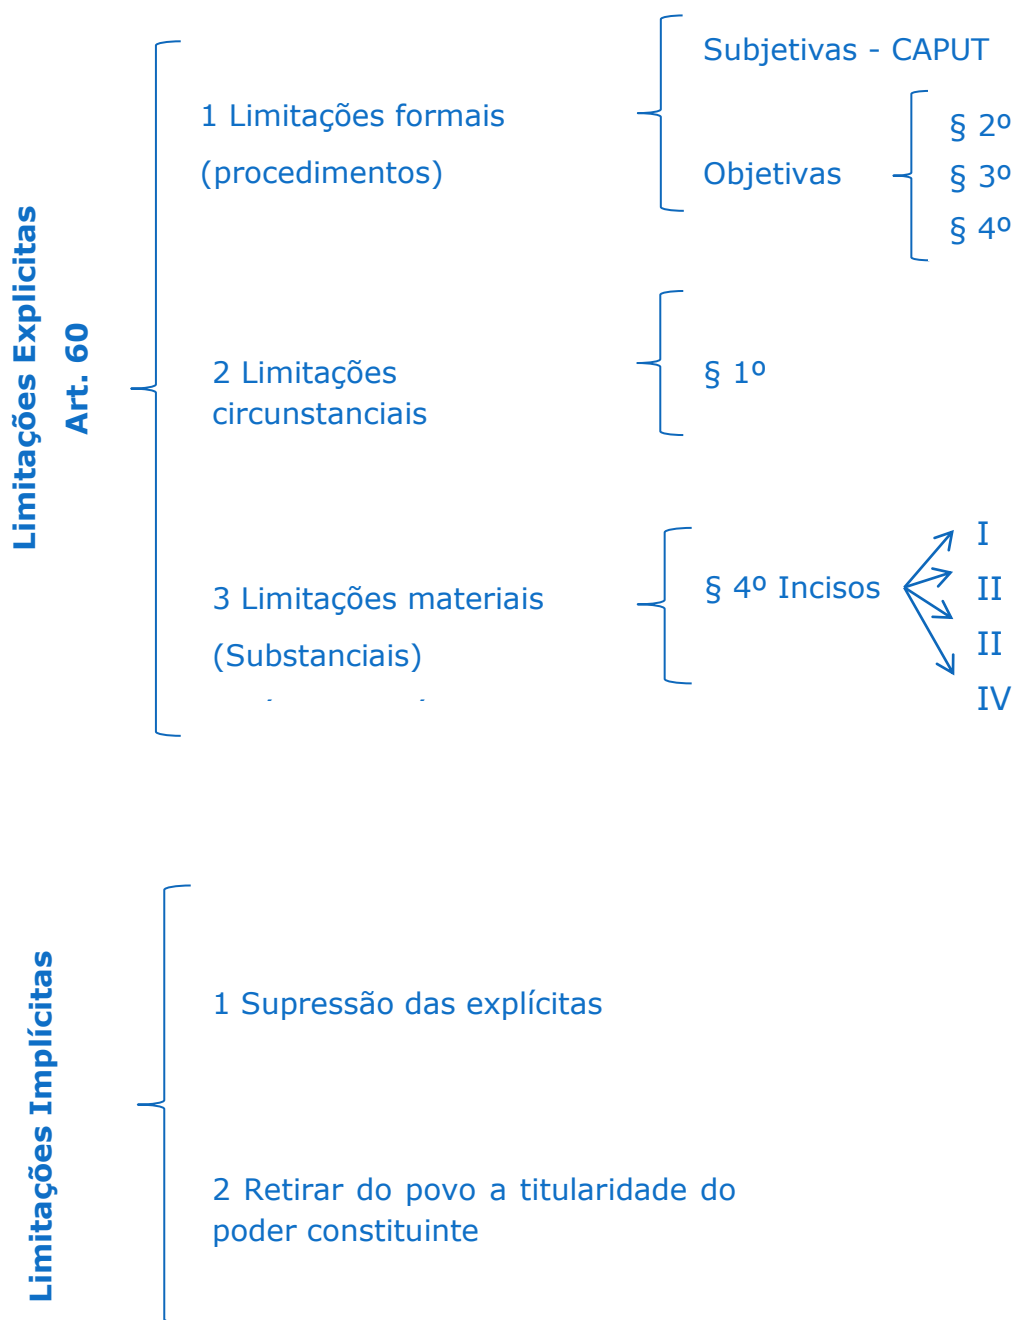 Limitações Explicitas
Art. 60
1 Limitações formais
(procedimentos)
Subjetivas - CAPUT
Objetivas
§ 2º
§ 3º
§ 4º
2 Limitações
circunstanciais
§ 1º
3 Limitações materiais
(Substanciais)
§ 4º Incisos
I
II
II
IV
Limitações Implícitas
1 Supressão das explícitas
2 Retirar do povo a titularidade do
poder constituinte